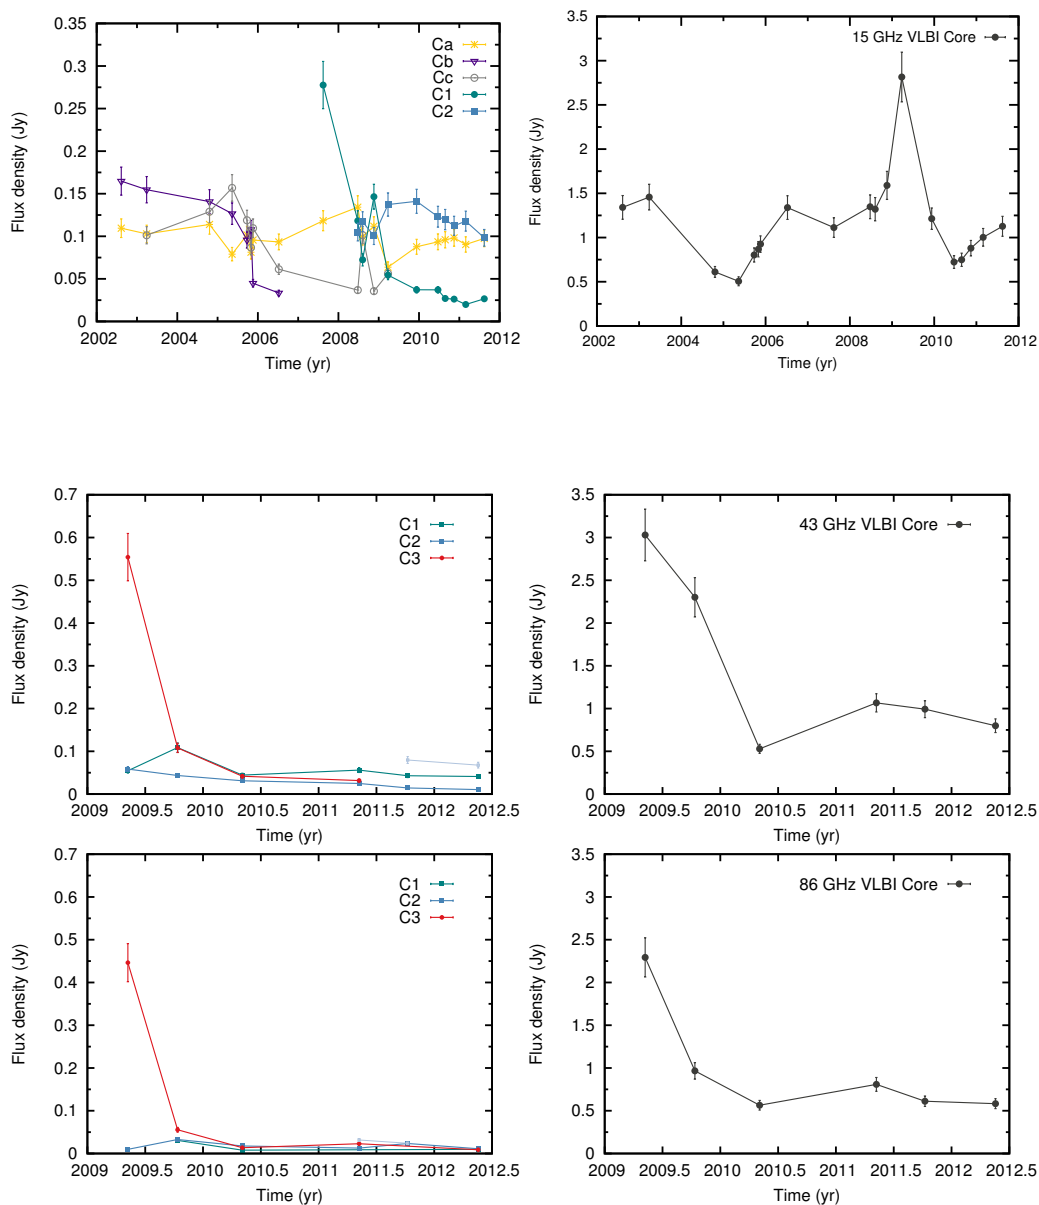 0.35
0.3
0.25
0.2
0.15
0.1
0.05
0
Flux density (Jy)
2002 2004 2006 2008 2010 2012
Time (yr)
Ca
Cb
Cc
C1
C2
3.5
3
2.5
2
1.5
1
0.5
0
Flux density (Jy)
2002 2004 2006 2008 2010 2012
Time (yr)
15 GHz VLBI Core
0.7
0.6
0.5
0.4
0.3
0.2
0.1
0
Flux density (Jy)
2009 2009.5 2010 2010.5 2011 2011.5 2012 2012.5
Time (yr)
C1
C2
C3
3.5
3
2.5
2
1.5
1
0.5
0
Flux density (Jy)
2009 2009.5 2010 2010.5 2011 2011.5 2012 2012.5
Time (yr)
43 GHz VLBI Core
0.7
0.6
0.5
0.4
0.3
0.2
0.1
0
Flux density (Jy)
2009 2009.5 2010 2010.5 2011 2011.5 2012 2012.5
Time (yr)
C1
C2
C3
3.5
3
2.5
2
1.5
1
0.5
0
Flux density (Jy)
2009 2009.5 2010 2010.5 2011 2011.5 2012 2012.5
Time (yr)
86 GHz VLBI Core